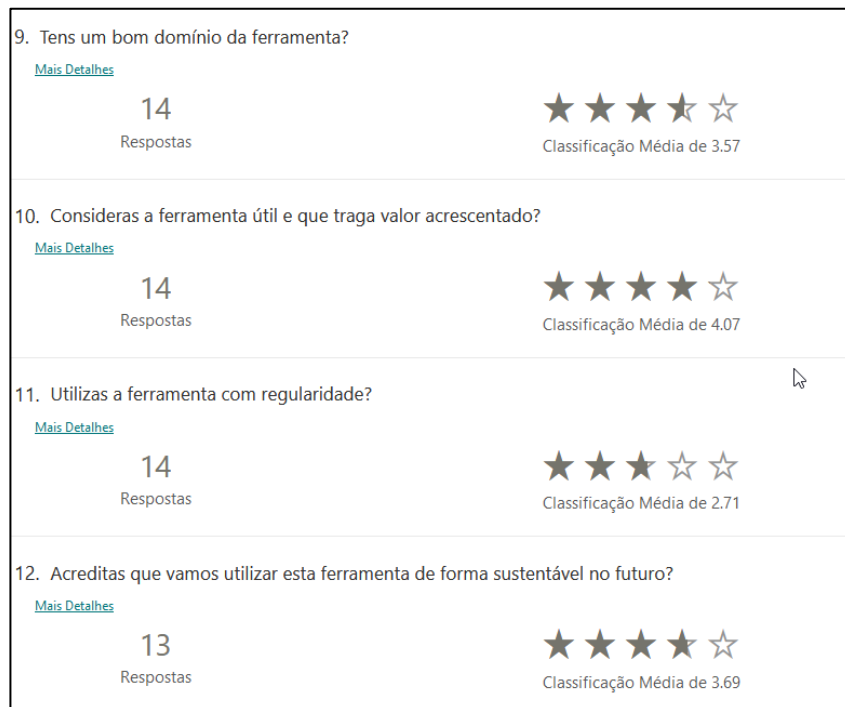 9. Tens um bom domínio da ferramenta?
Mais Detalhes
14
Respostas
Classificação Média de 3.57
10. Consideras a ferramenta útil e que traga valor acrescentado?
Mais Detalhes
14
Respostas
Classificação Média de 4.07
11. Utilizas a ferramenta com regularidade?
Mais Detalhes
14
Respostas
Classificação Média de 2.71
12. Acreditas que vamos utilizar esta ferramenta de forma sustentável no futuro?
Mais Detalhes
13
Respostas
Classificação Média de 3.69